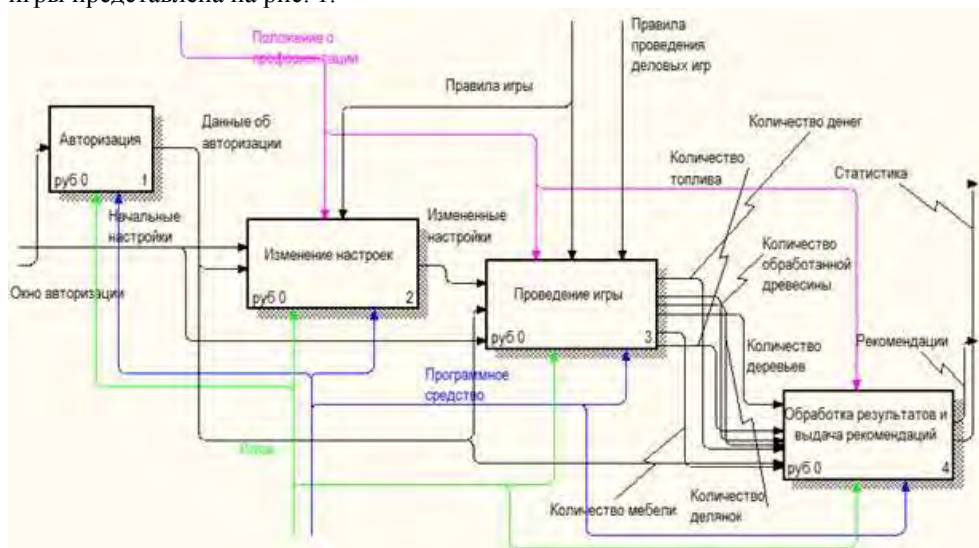 игры представлена на рис. 1.
Положение о
профориентации
Правила
проведения
деловых игр
Правила игры
Авторизация
руб 0 1
Данные об
авторизации
Количество денег
Количество
топлива
Статистика
Начальные
настройки
Изменение настроек
руб 0 2
Измененные
настройки
Окно авторизации
Проведение игры
руб 0 3
Количество
обработанной
древесины
Количество
деревьев
Рекомендации
Программное
средство
Обработка результатов и
выдача рекомендаций
руб 0 4
Количество мебели
Количество
делянок